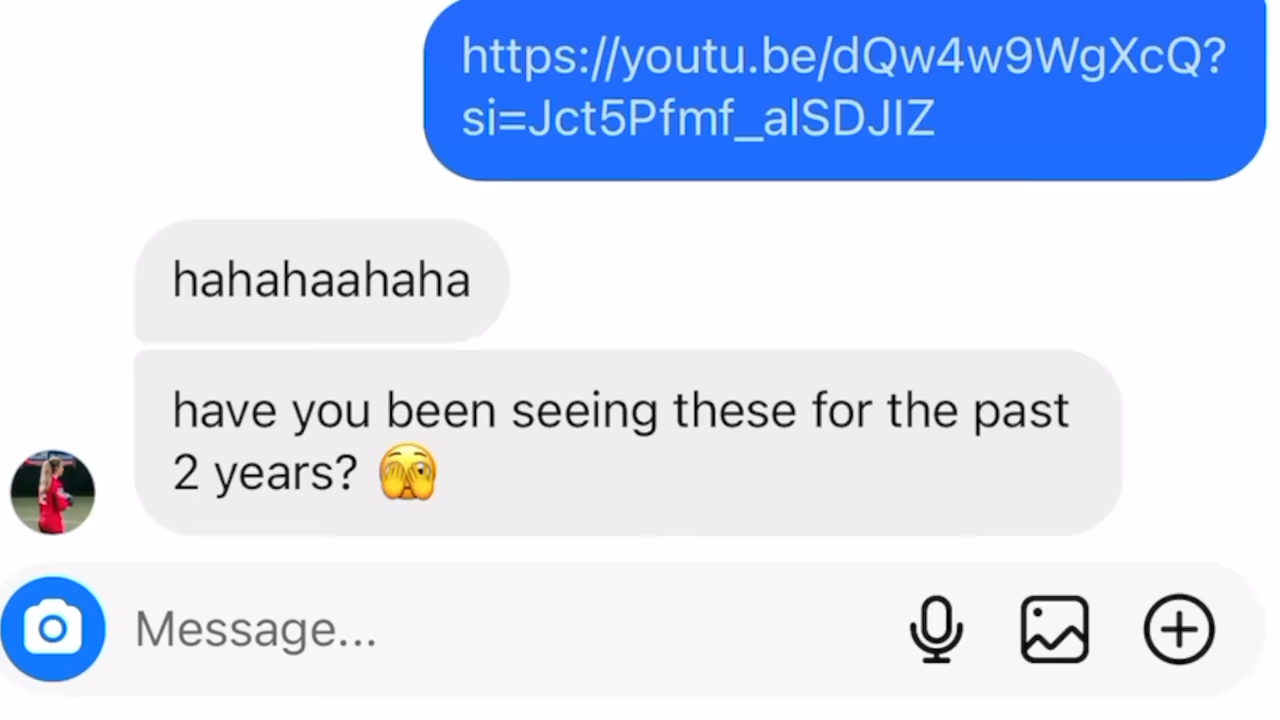 https://youtu.be/dQw4w9WgXcQ?
si=Jct5Pfmf_alSDJIZ
hahahaahaha
have you been seeing these for the past
2 years? 🫣
Message...